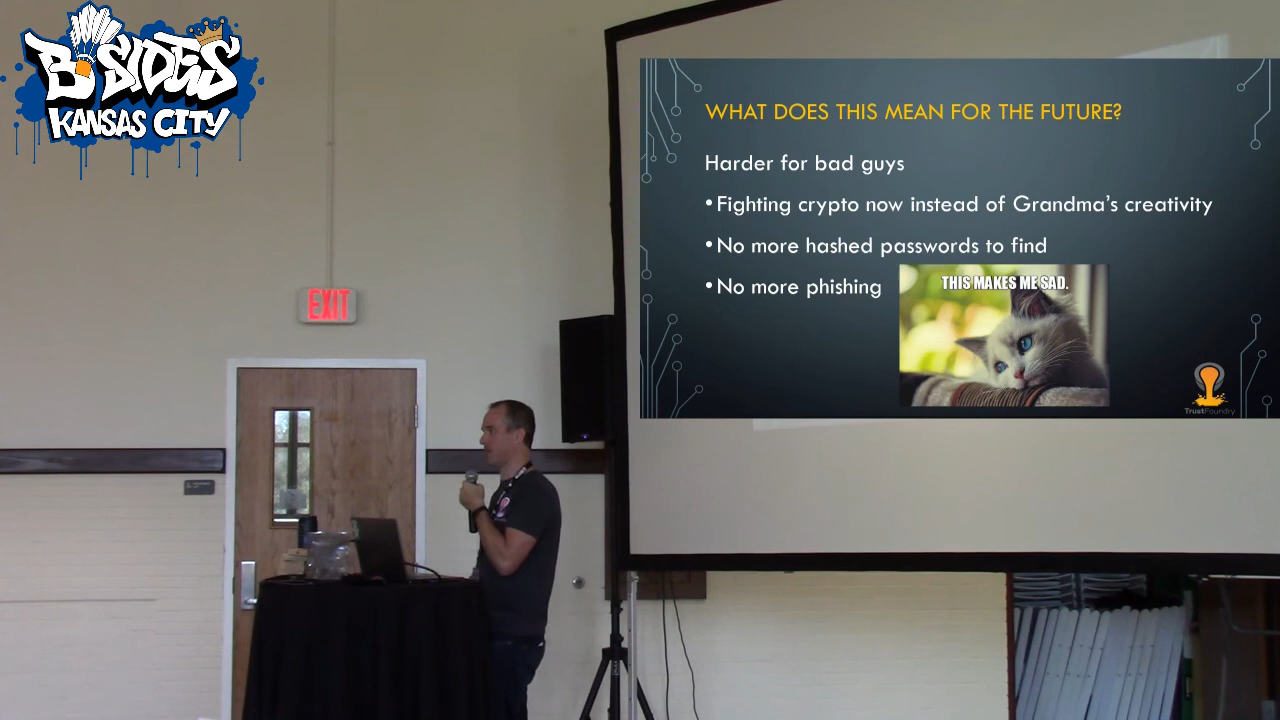 B SIDES
KANSAS CITY
WHAT DOES THIS MEAN FOR THE FUTURE?
Harder for bad guys
• Fighting crypto now instead of Grandma's creativity
• No more hashed passwords to find
• No more phishing
THIS MAKES ME SAD.
TrustFoundry
EXIT